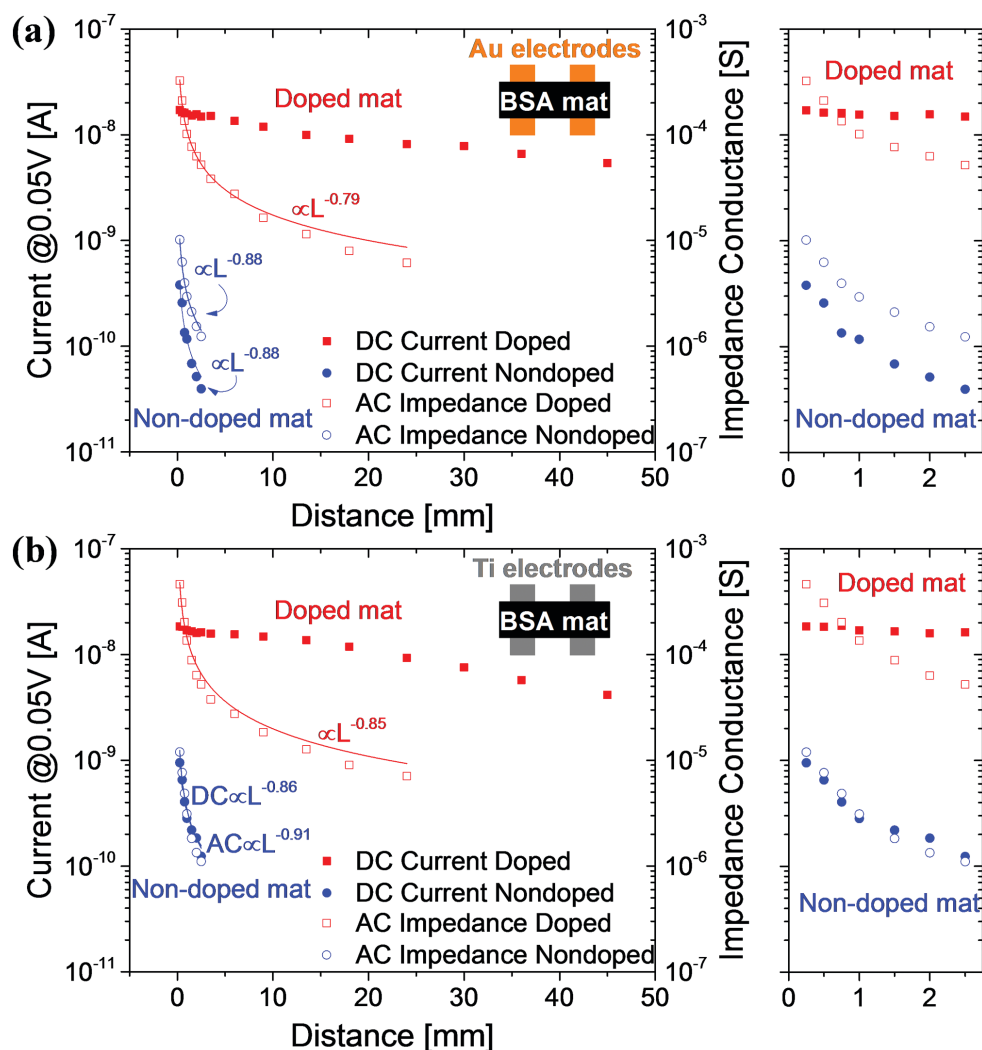 (a)
10⁻⁷
10⁻⁸
10⁻⁹
10⁻¹⁰
10⁻¹¹
Current @0.05V [A]
Doped mat
Au electrodes
BSA mat
∝L^-0.79
∝L^-0.88
∝L^-0.88
Non-doped mat
DC Current Doped
DC Current Nondoped
AC Impedance Doped
AC Impedance Nondoped
0 10 20 30 40 50
Distance [mm]
10⁻³
10⁻⁴
10⁻⁵
10⁻⁶
10⁻⁷
Impedance Conductance [S]
Doped mat
Non-doped mat
0 1 2
(b)
10⁻⁷
10⁻⁸
10⁻⁹
10⁻¹⁰
10⁻¹¹
Current @0.05V [A]
Doped mat
Ti electrodes
BSA mat
∝L^-0.85
DC∝L^-0.86
AC∝L^-0.91
Non-doped mat
DC Current Doped
DC Current Nondoped
AC Impedance Doped
AC Impedance Nondoped
0 10 20 30 40 50
Distance [mm]
10⁻³
10⁻⁴
10⁻⁵
10⁻⁶
10⁻⁷
Impedance Conductance [S]
Doped mat
Non-doped mat
0 1 2